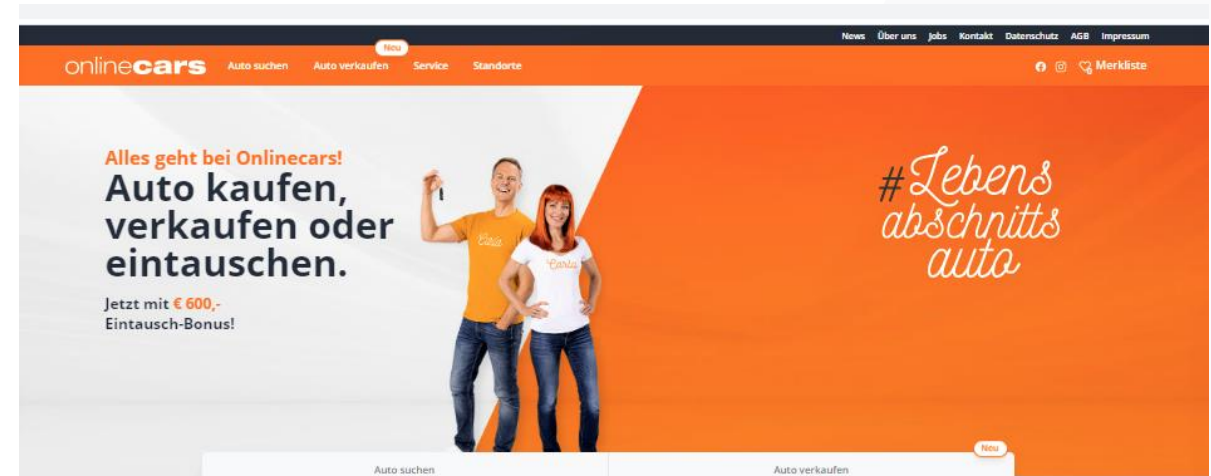 News Über uns Jobs Kontakt Datenschutz AGB Impressum
Neu
onlinecars Auto suchen Auto verkaufen Service Standorte Merkliste
Alles geht bei Onlinecars!
Auto kaufen,
verkaufen oder
eintauschen.
Jetzt mit € 600,-
Eintausch-Bonus!
Carlo
Carla
#Lebens
abschnitts
auto
Neu
Auto suchen Auto verkaufen